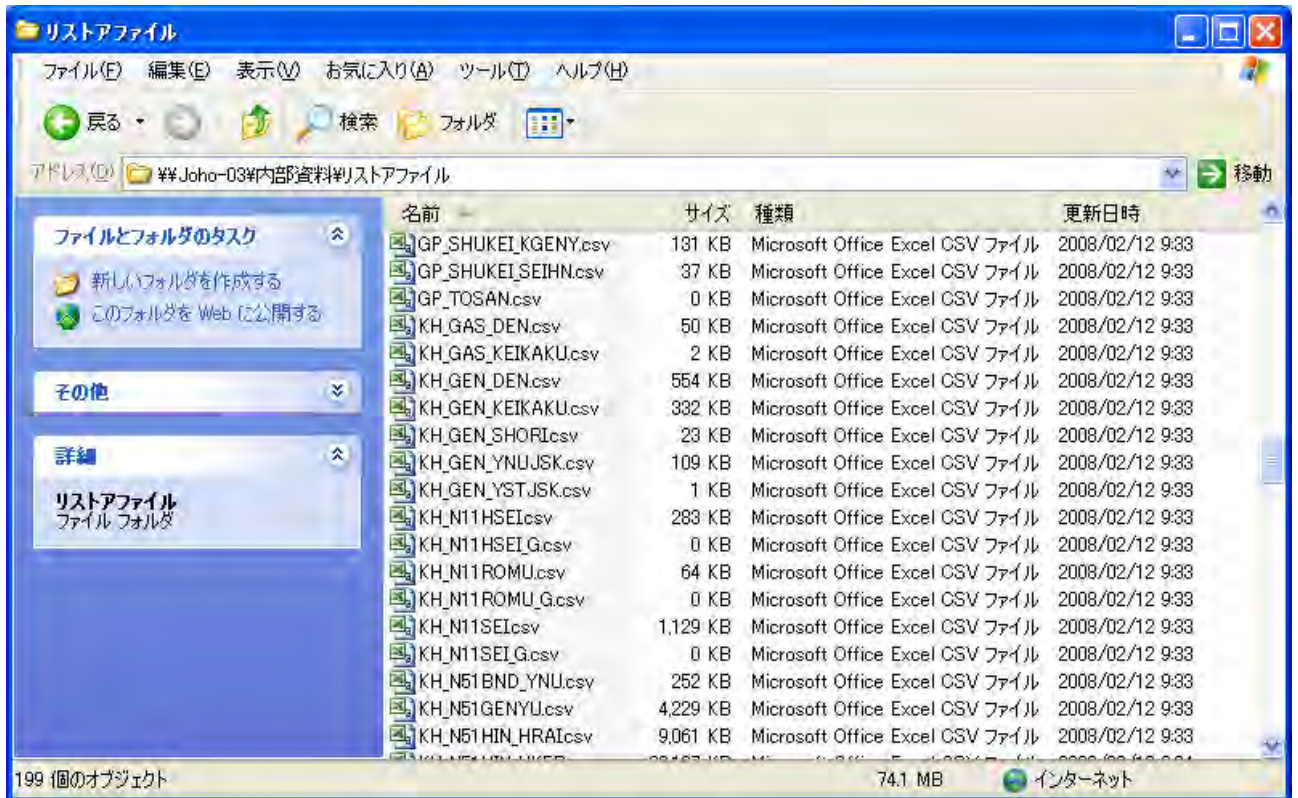 リストアファイル
ファイル(F) 編集(E) 表示(V) お気に入り(A) ツール(T) ヘルプ(H)
戻る 検索 フォルダ
アドレス(D) ¥¥Joho-03¥内部資料¥リストアファイル 移動
ファイルとフォルダのタスク
新しいフォルダを作成する
このフォルダを Web に公開する
その他
詳細
リストアファイル
ファイル フォルダ
名前 サイズ 種類 更新日時
GP_SHUKEI_KGENY.csv 131 KB Microsoft Office Excel CSV ファイル 2008/02/12 9:33
GP_SHUKEI_SEIHN.csv 37 KB Microsoft Office Excel CSV ファイル 2008/02/12 9:33
GP_TOSAN.csv 0 KB Microsoft Office Excel CSV ファイル 2008/02/12 9:33
KH_GAS_DEN.csv 50 KB Microsoft Office Excel CSV ファイル 2008/02/12 9:33
KH_GAS_KEIKAKU.csv 2 KB Microsoft Office Excel CSV ファイル 2008/02/12 9:33
KH_GEN_DEN.csv 554 KB Microsoft Office Excel CSV ファイル 2008/02/12 9:33
KH_GEN_KEIKAKU.csv 332 KB Microsoft Office Excel CSV ファイル 2008/02/12 9:33
KH_GEN_SHORI.csv 23 KB Microsoft Office Excel CSV ファイル 2008/02/12 9:33
KH_GEN_YNUJSK.csv 109 KB Microsoft Office Excel CSV ファイル 2008/02/12 9:33
KH_GEN_YSTJSK.csv 1 KB Microsoft Office Excel CSV ファイル 2008/02/12 9:33
KH_N11HSEI.csv 283 KB Microsoft Office Excel CSV ファイル 2008/02/12 9:33
KH_N11HSEI_G.csv 0 KB Microsoft Office Excel CSV ファイル 2008/02/12 9:33
KH_N11ROMU.csv 64 KB Microsoft Office Excel CSV ファイル 2008/02/12 9:33
KH_N11ROMU_G.csv 0 KB Microsoft Office Excel CSV ファイル 2008/02/12 9:33
KH_N11SEI.csv 1,129 KB Microsoft Office Excel CSV ファイル 2008/02/12 9:33
KH_N11SEI_G.csv 0 KB Microsoft Office Excel CSV ファイル 2008/02/12 9:33
KH_N51BND_YNU.csv 252 KB Microsoft Office Excel CSV ファイル 2008/02/12 9:33
KH_N51GENYU.csv 4,229 KB Microsoft Office Excel CSV ファイル 2008/02/12 9:33
KH_N51HIN_HRAI.csv 9,061 KB Microsoft Office Excel CSV ファイル 2008/02/12 9:33
199 個のオブジェクト 74.1 MB インターネット